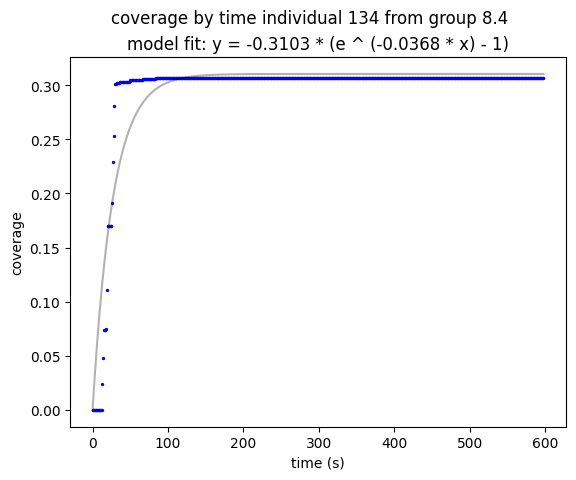 coverage by time individual 134 from group 8.4
model fit: y = -0.3103 * (e ^ (-0.0368 * x) - 1)
0.30
0.25
0.20
0.15
0.10
0.05
0.00
coverage
0 100 200 300 400 500 600
time (s)